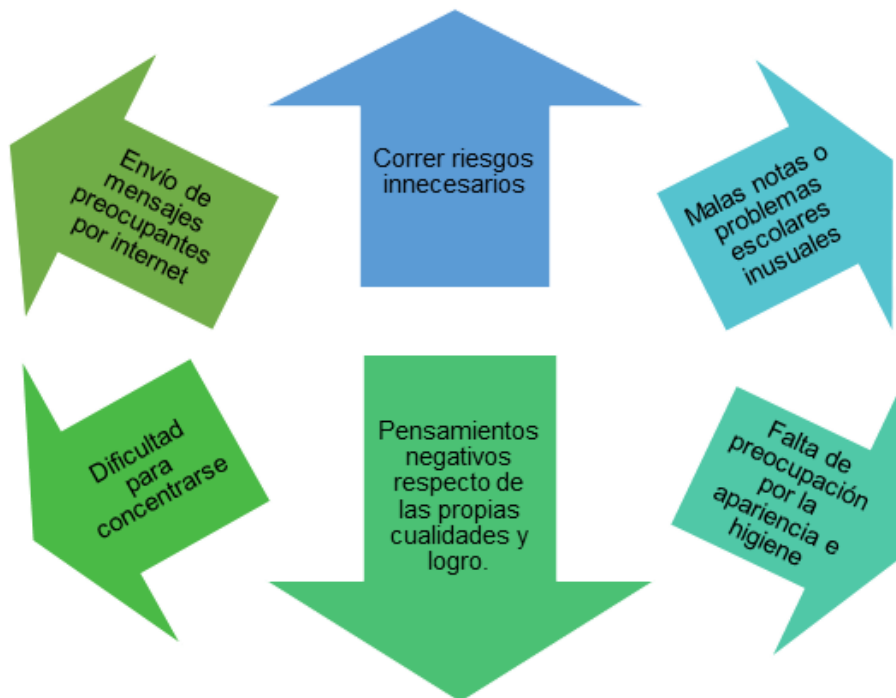 Correr riesgos
innecesarios
Envío de
mensajes
preocupantes
por internet
Malas notas o
problemas
escolares
inusuales
Dificultad
para
concentrarse
Pensamientos
negativos
respecto de
las propias
cualidades y
logro.
Falta de
preocupación
por la
apariencia e
higiene